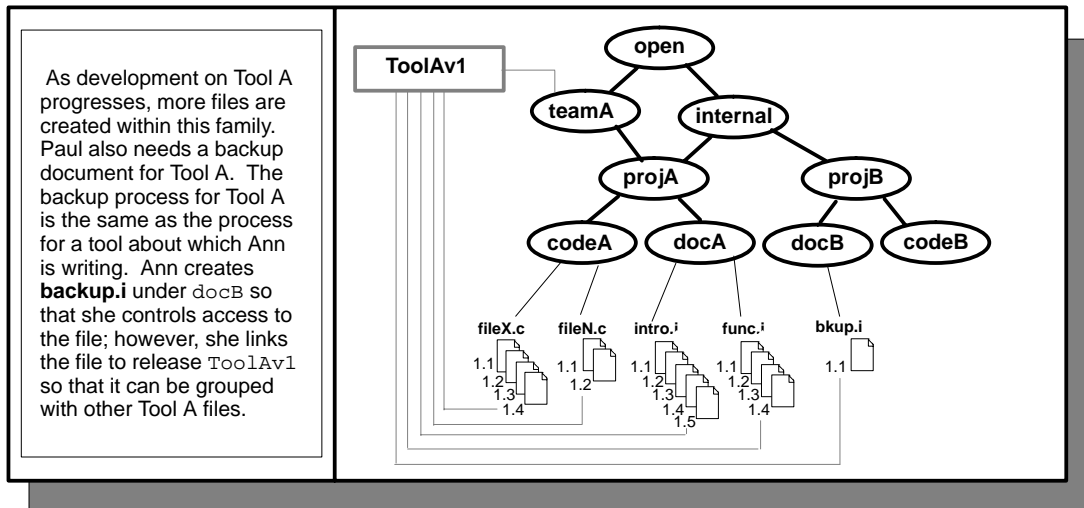 As development on Tool A
progresses, more files are
created within this family.
Paul also needs a backup
document for Tool A. The
backup process for Tool A
is the same as the process
for a tool about which Ann
is writing. Ann creates
backup.i under docB so
that she controls access to
the file; however, she links
the file to release ToolAv1
so that it can be grouped
with other Tool A files.
ToolAv1
open
teamA
internal
projA
projB
codeA
docA
docB
codeB
fileX.c
1.1
1.2
1.3
1.4
fileN.c
1.1
1.2
intro.i
1.1
1.2
1.3
1.4
1.5
func.i
1.1
1.2
1.3
1.4
bkup.i
1.1